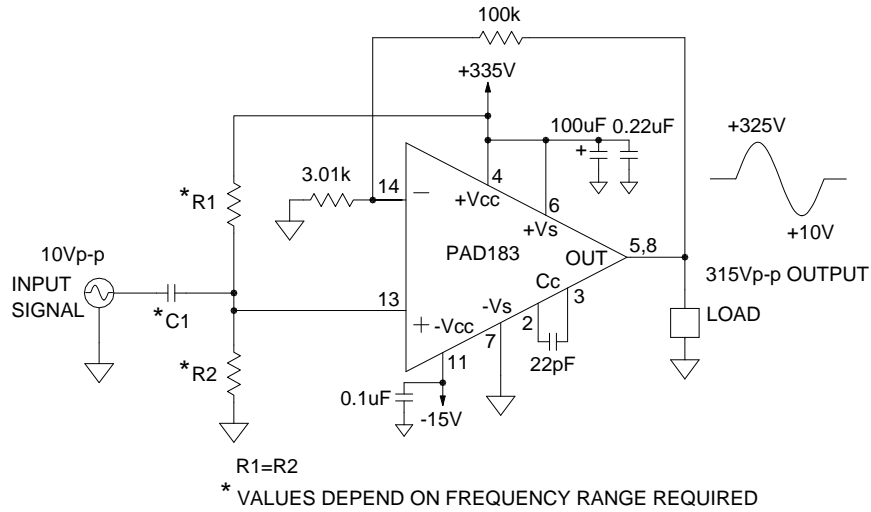 100k
+335V
100uF
0.22uF
+
+325V
3.01k
14
−
4
+Vcc
*R1
6
+Vs
+10V
10Vp-p
INPUT
SIGNAL
PAD183
OUT
5,8
315Vp-p OUTPUT
*C1
13
+
-Vcc
-Vs
Cc
3
2
LOAD
*R2
11
7
22pF
0.1uF
-15V
R1=R2
* VALUES DEPEND ON FREQUENCY RANGE REQUIRED